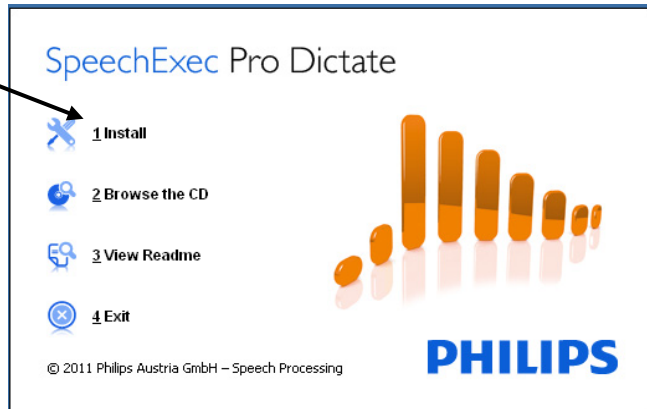 SpeechExec Pro Dictate
1 Install
2 Browse the CD
3 View Readme
4 Exit
© 2011 Philips Austria GmbH – Speech Processing
PHILIPS